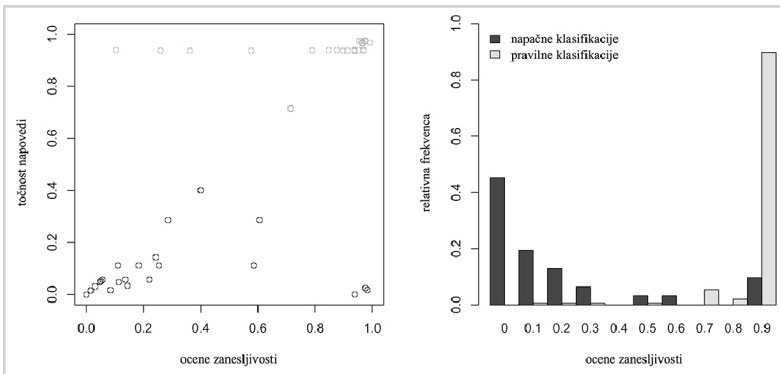 točnost napovedi
1.0
0.8
0.6
0.4
0.2
0.0
0.0 0.2 0.4 0.6 0.8 1.0
ocene zanesljivosti
relativna frekvenca
1.0
0.8
0.6
0.4
0.2
0.0
napačne klasifikacije
pravilne klasifikacije
0 0.1 0.2 0.3 0.4 0.5 0.6 0.7 0.8 0.9
ocene zanesljivosti